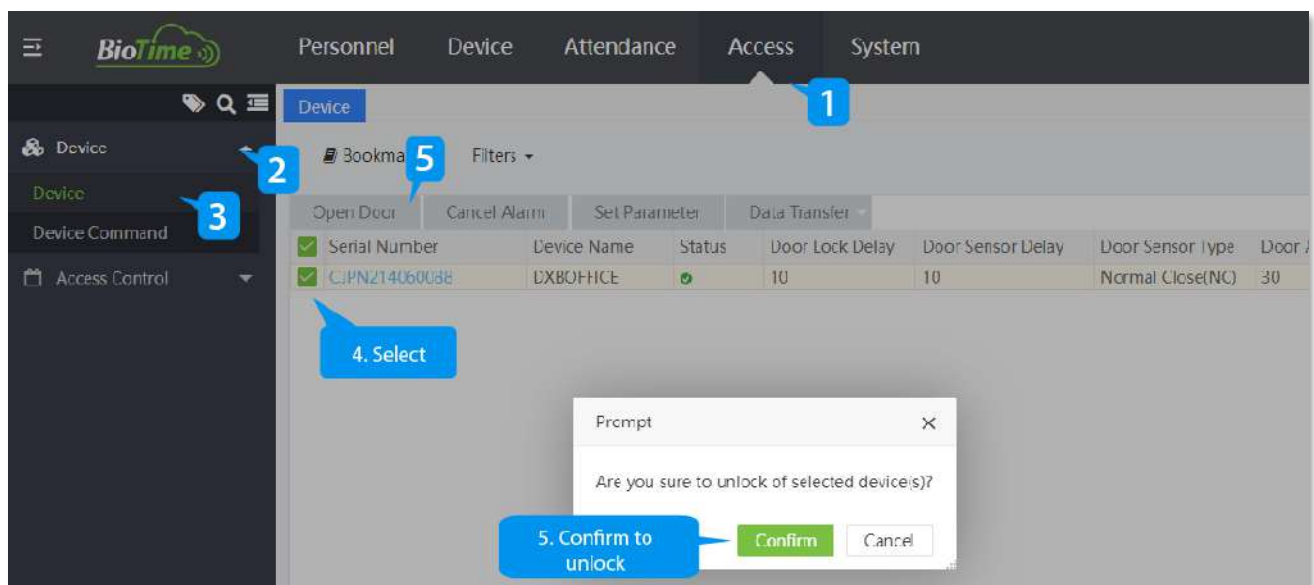 BioTime
Personnel Device Attendance Access System
1
Device
Device
2
Bookma 5 Filters
Device
3
Open Door Cancel Alarm Set Parameter Data Transfer
Device Command
Serial Number Device Name Status Door Lock Delay Door Sensor Delay Door Sensor Type Door
Access Control
DXBOFFICE 10 10 Normal Close(NC) 30
4. Select
Prompt
Are you sure to unlock of selected device(s)?
5. Confirm to
unlock
Confirm Cancel